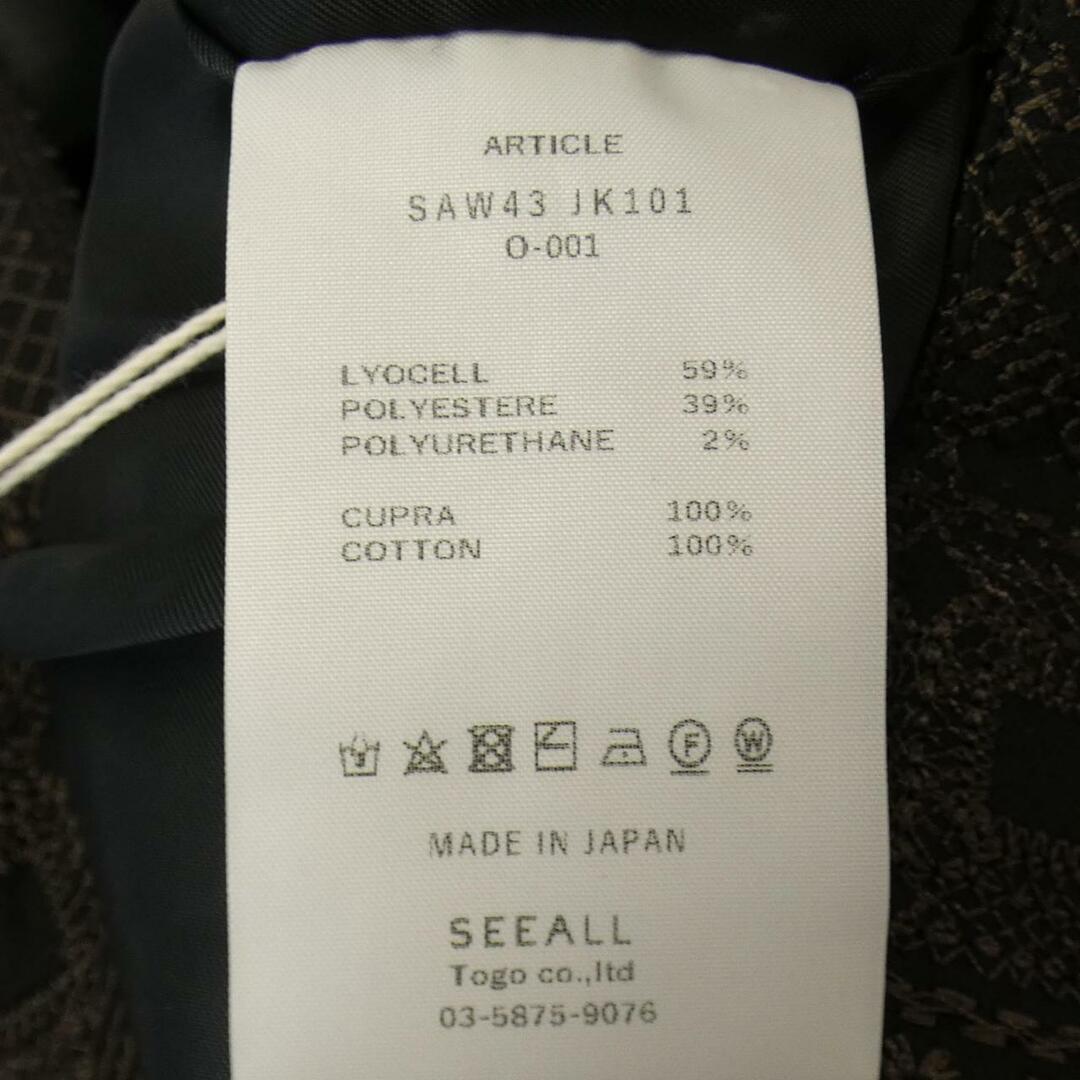 ARTICLE
SAW43 JK101
O-001
LYOCELL 59%
POLYESTERE 39%
POLYURETHANE 2%
CUPRA 100%
COTTON 100%
F W
MADE IN JAPAN
SEEALL
Togo co.,ltd
03-5875-9076